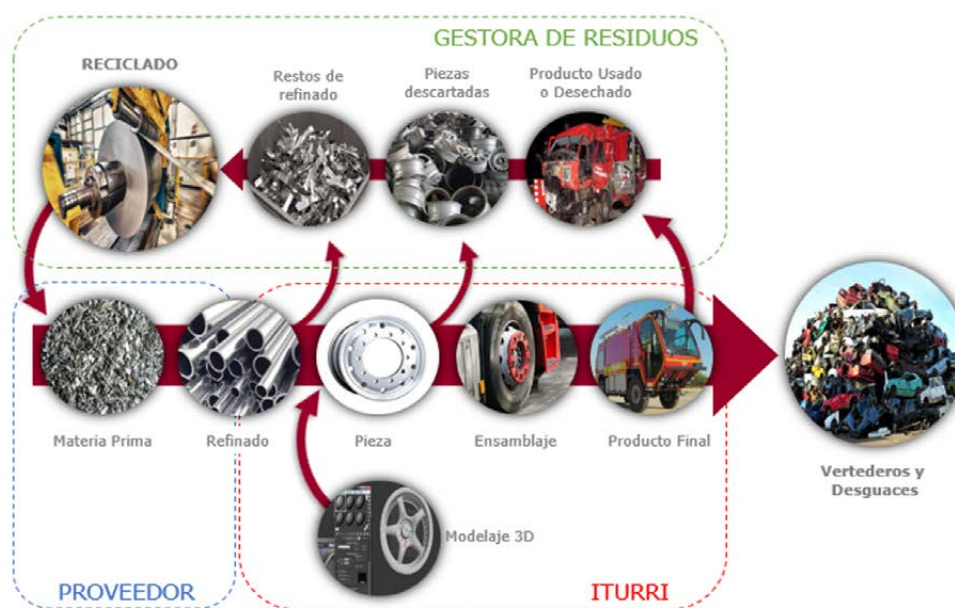 GESTORA DE RESIDUOS
RECICLADO
Restos de
refinado
Piezas
descartadas
Producto Usado
o Desechado
Materia Prima
Refinado
Pieza
Ensamblaje
Producto Final
Vertederos y
Desguaces
Modelaje 3D
PROVEEDOR
ITURRI